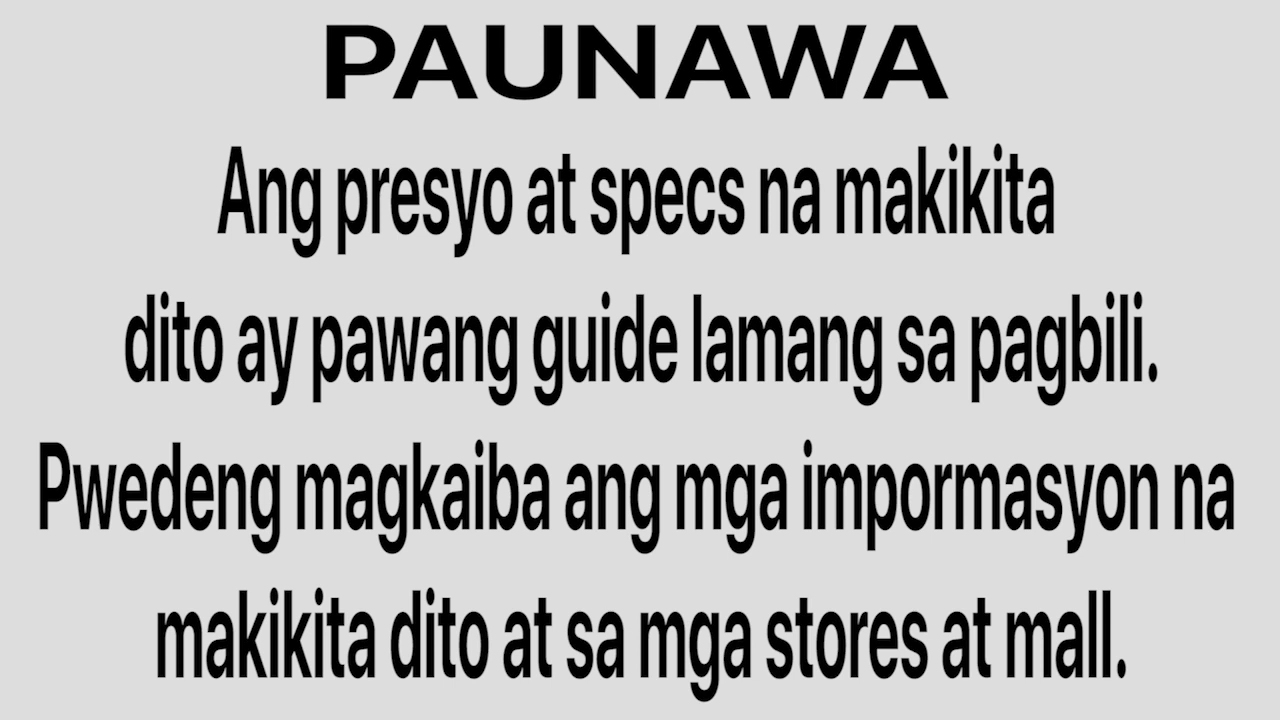 PAUNAWA
Ang presyo at specs na makikita
dito ay pawang guide lamang sa pagbili.
Pwedeng magkaiba ang mga impormasyon na
makikita dito at sa mga stores at mall.